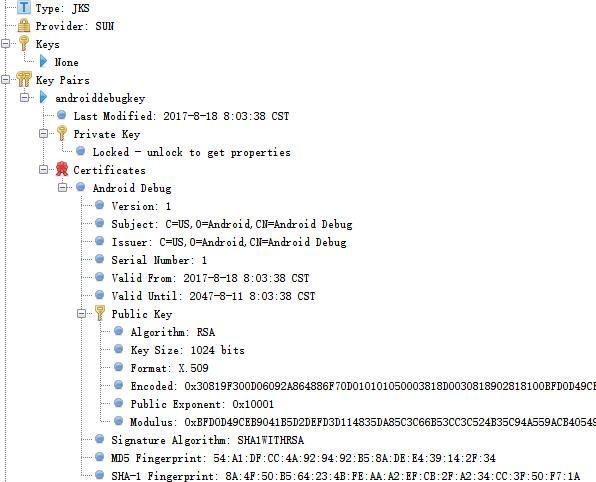 Type: JKS
Provider: SUN
Keys
None
Key Pairs
androiddebugkey
Last Modified: 2017-8-18 8:03:38 CST
Private Key
Locked - unlock to get properties
Certificates
Android Debug
Version: 1
Subject: C=US,O=Android,CN=Android Debug
Issuer: C=US,O=Android,CN=Android Debug
Serial Number: 1
Valid From: 2017-8-18 8:03:38 CST
Valid Until: 2047-8-11 8:03:38 CST
Public Key
Algorithm: RSA
Key Size: 1024 bits
Format: X.509
Encoded: 0x30819F300D06092A864886F70D010101050003818D0030818902818100BFD0D49CE
Public Exponent: 0x10001
Modulus: 0xBFD0D49CEB9041B5D2DEFD3D114835DA85C3C66B53CC3C524B35C94A559ACB40549
Signature Algorithm: SHA1WITHRSA
MD5 Fingerprint: 54:A1:DF:CC:4A:92:94:92:B5:8A:DE:E4:39:14:2F:34
SHA-1 Fingerprint: 8A:4F:50:B5:64:23:4B:FE:AA:A2:EF:CB:2F:A2:34:CC:3F:50:F7:1A